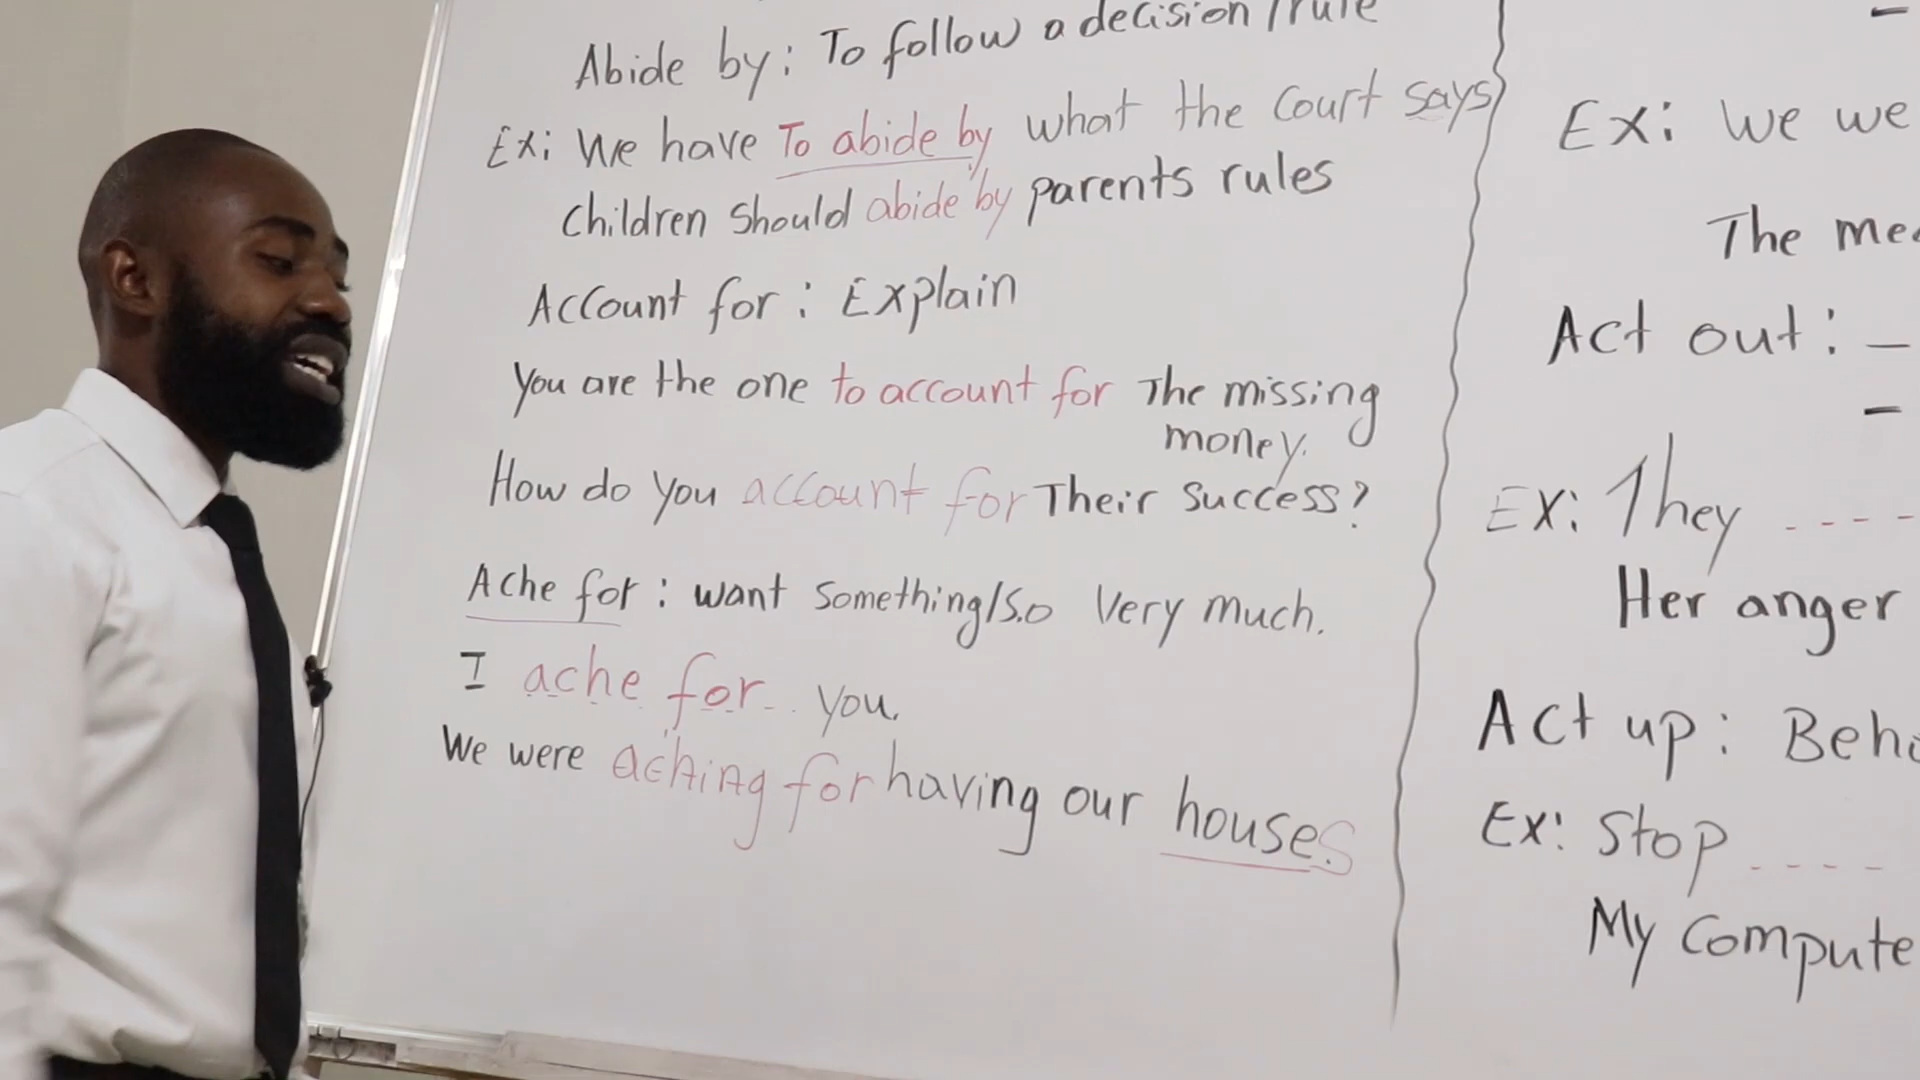 Abide by: To follow a decision/rule
Ex: We have To abide by what the Court says
Children Should abide by parents rules
Account for: Explain
You are the one to account for The missing
money.
How do you account for Their Success?
Ache for: want Something/S.o Very much.
I ache for you.
We were aching for having our houses
Ex: We we
The me
Act out: –
–
EX: They ----
Her anger
Act up: Beh
Ex: Stop ----
My Compute